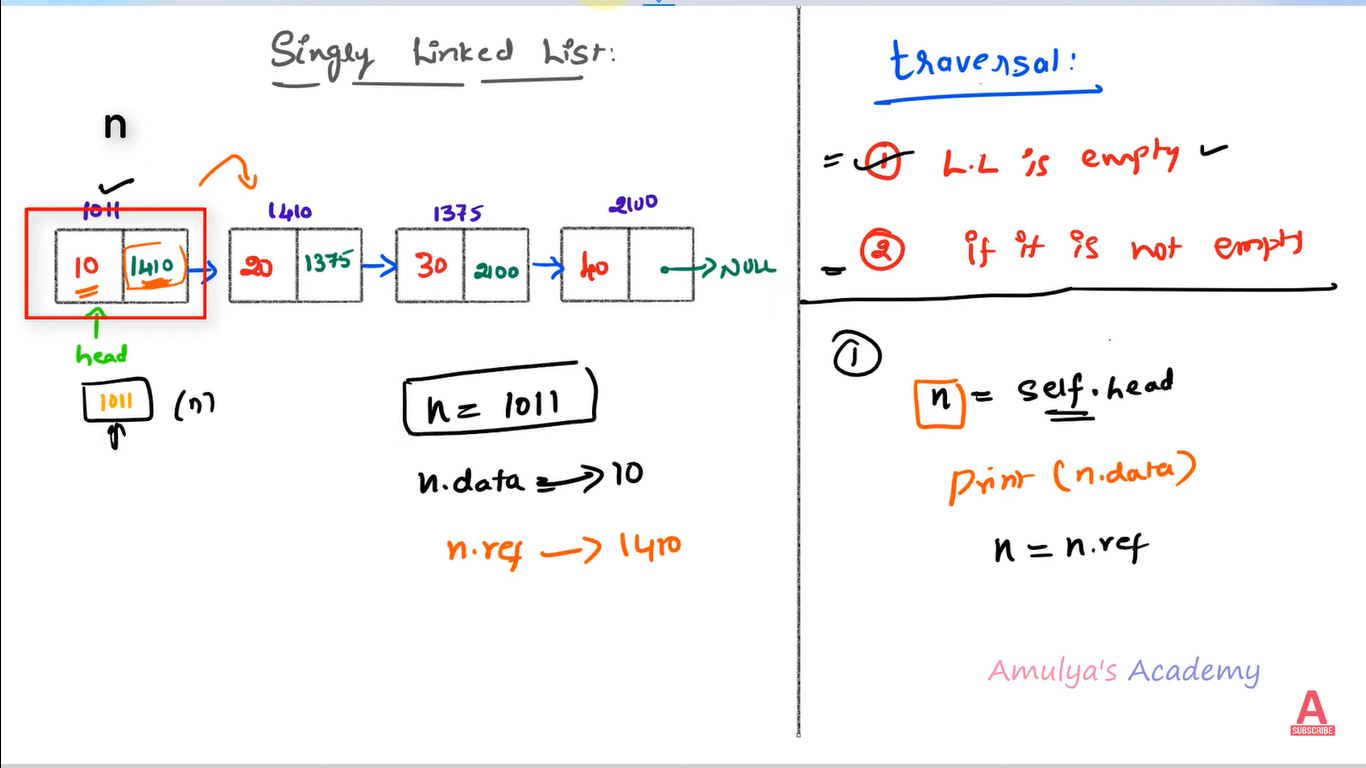 Singly Linked List:
n
1011
1410
1375
2100
10 1410
20 1375
30 2100
40
NULL
head
1011 (n)
n = 1011
n.data → 10
n.ref → 1410
traversal:
= ① L.L is empty ✓
- ② if it is not empty
①
n = self.head
print (n.data)
n = n.ref
Amulya's Academy
A
SUBSCRIBE